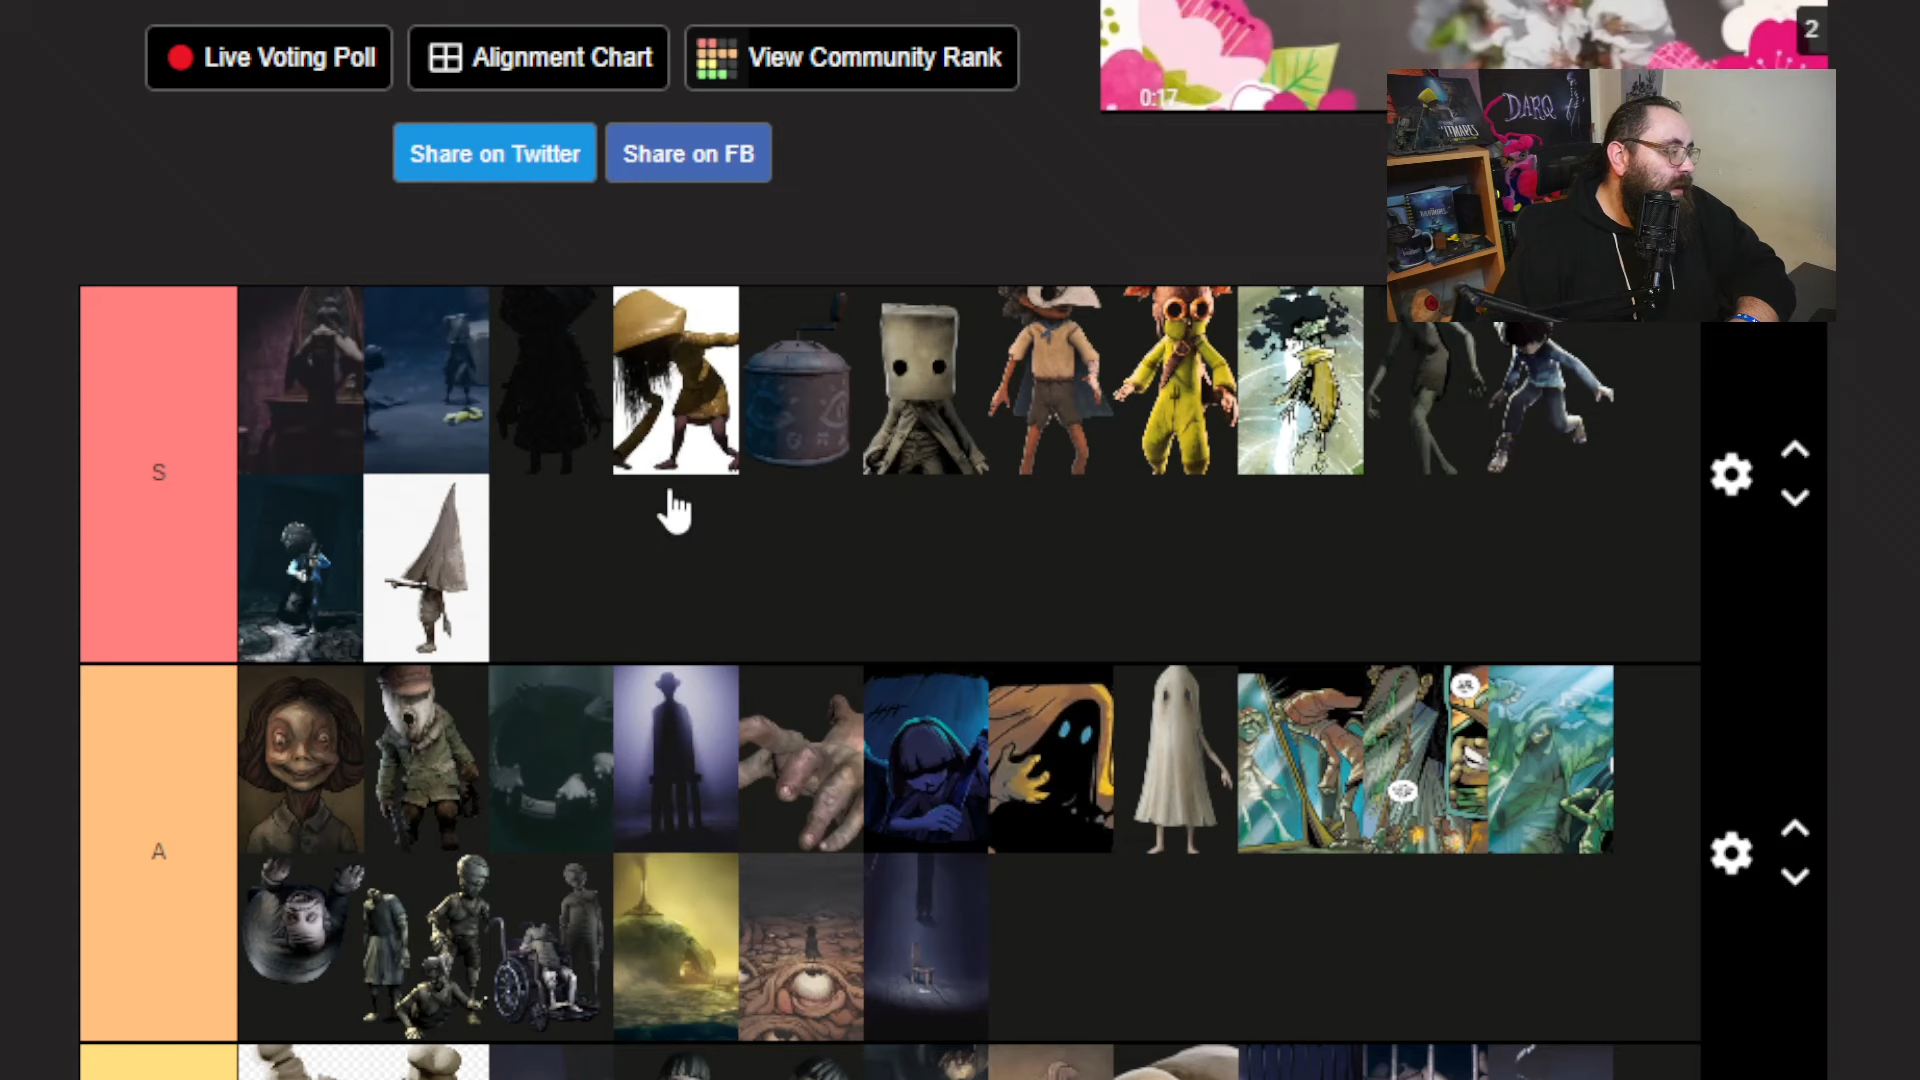 Live Voting Poll
Alignment Chart
View Community Rank
Share on Twitter
Share on FB
2
0:17
DARQ
S
A